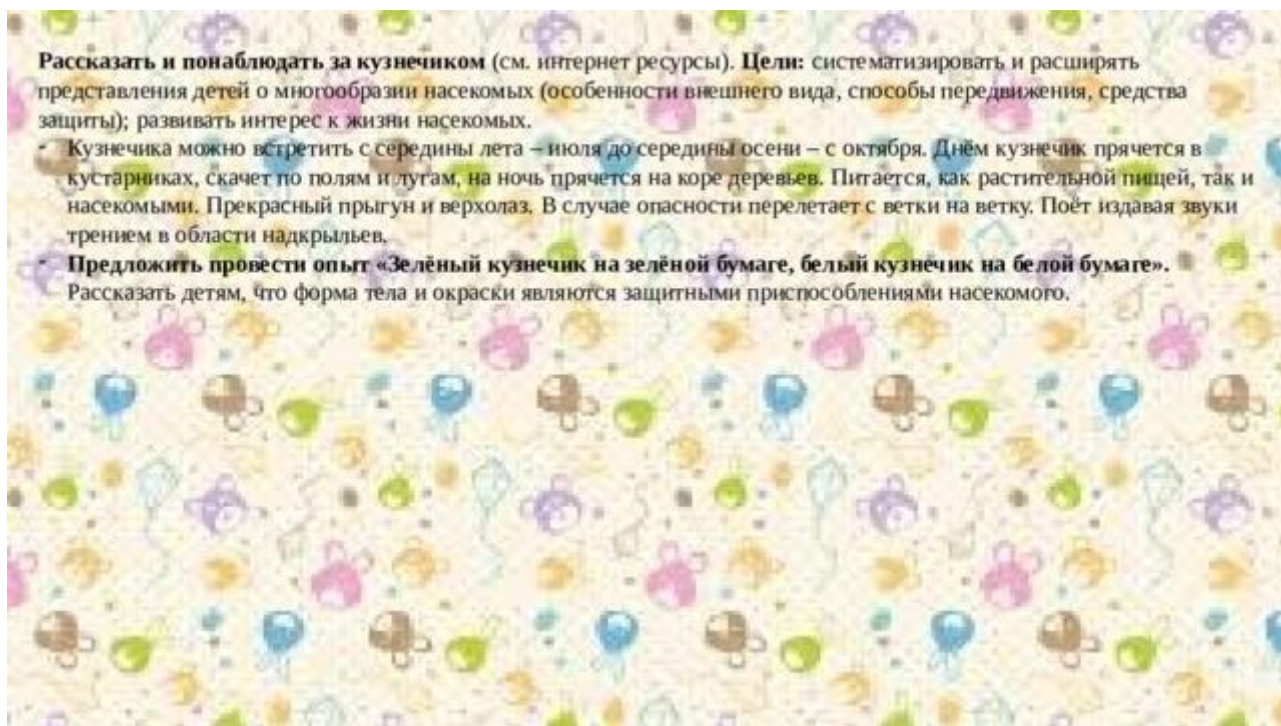 Рассказать и понаблюдать за кузнечиком (см. интернет ресурсы). Цели: систематизировать и расширять
представления детей о многообразии насекомых (особенности внешнего вида, способы передвижения, средства
защиты); развивать интерес к жизни насекомых.
- Кузнечика можно встретить с середины лета – июля до середины осени – с октября. Днём кузнечик прячется в
кустарниках, скачет по полям и лугам, на ночь прячется на коре деревьев. Питается, как растительной пищей, так и
насекомыми. Прекрасный прыгун и верхолаз. В случае опасности перелетает с ветки на ветку. Поёт издавая звуки
трением в области надкрыльев.
- Предложить провести опыт «Зелёный кузнечик на зелёной бумаге, белый кузнечик на белой бумаге».
Рассказать детям, что форма тела и окраски являются защитными приспособлениями насекомого.